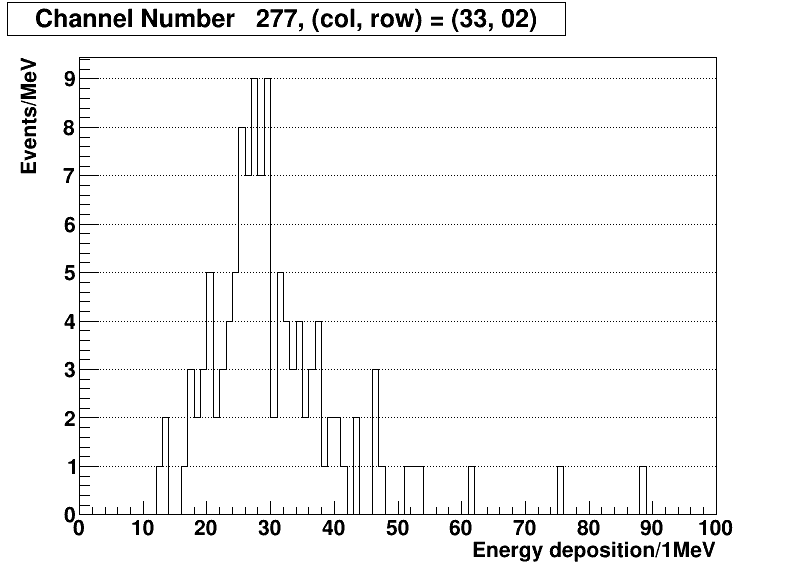 Channel Number   277, (col, row) = (33, 02)
Events/MeV
9
8
7
6
5
4
3
2
1
0
0 10 20 30 40 50 60 70 80 90 100
Energy deposition/1MeV